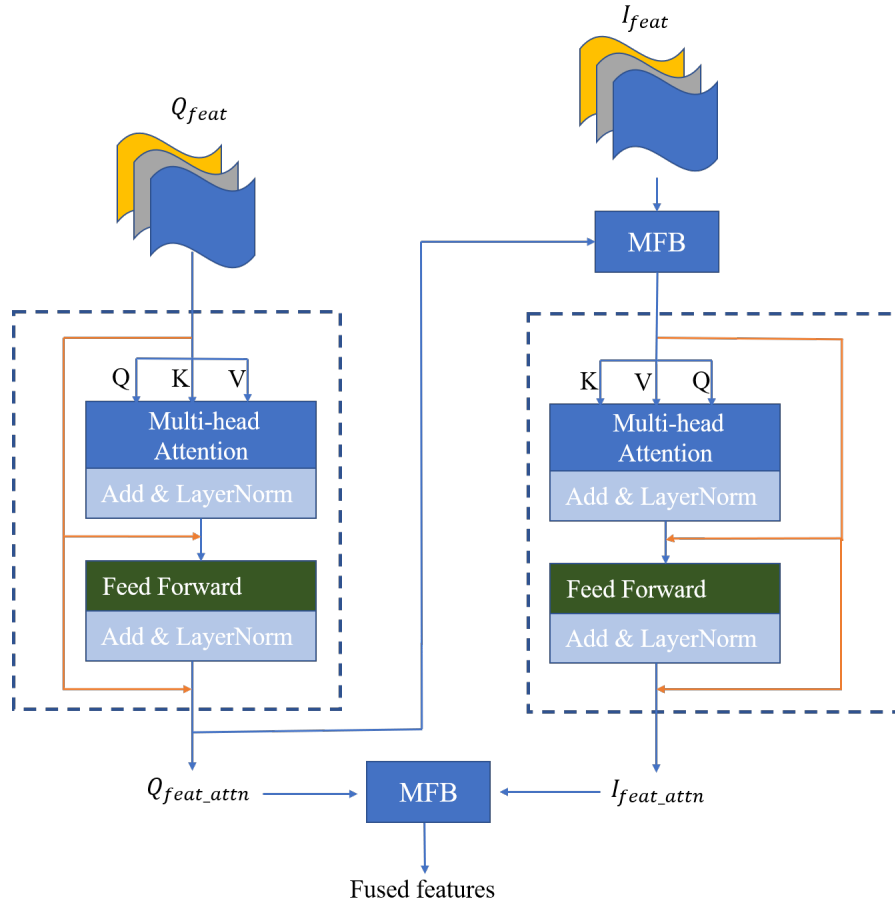 I_feat
Q_feat
MFB
Q K V
Multi-head
Attention
Add & LayerNorm
Feed Forward
Add & LayerNorm
K V Q
Multi-head
Attention
Add & LayerNorm
Feed Forward
Add & LayerNorm
Q_feat_attn
MFB
I_feat_attn
Fused features